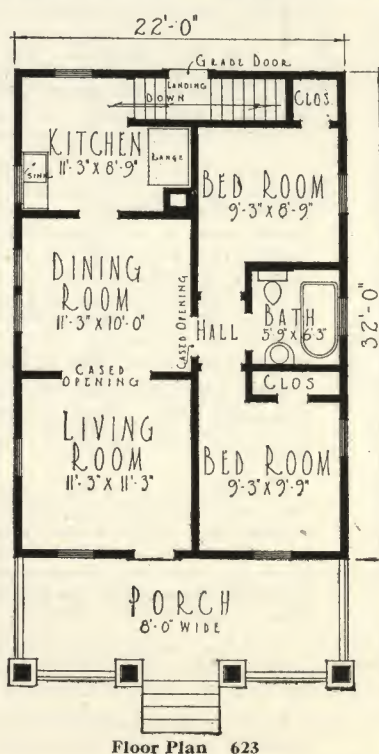 22'-0"
GRADE DOOR
LANDING
DOWN
CLOS.
KITCHEN
11'-3" x 8'-9"
RANGE
SINK
BED ROOM
9'-3" x 8'-9"
DINING
ROOM
11'-3" x 10'-0"
CASED OPENING
HALL
BATH
5'9" x 6'3"
32'-0"
CASED
OPENING
CLOS
LIVING
ROOM
11'-3" x 11'-3"
BED ROOM
9'-3" x 9'-9"
PORCH
8'-0" WIDE
Floor Plan 623